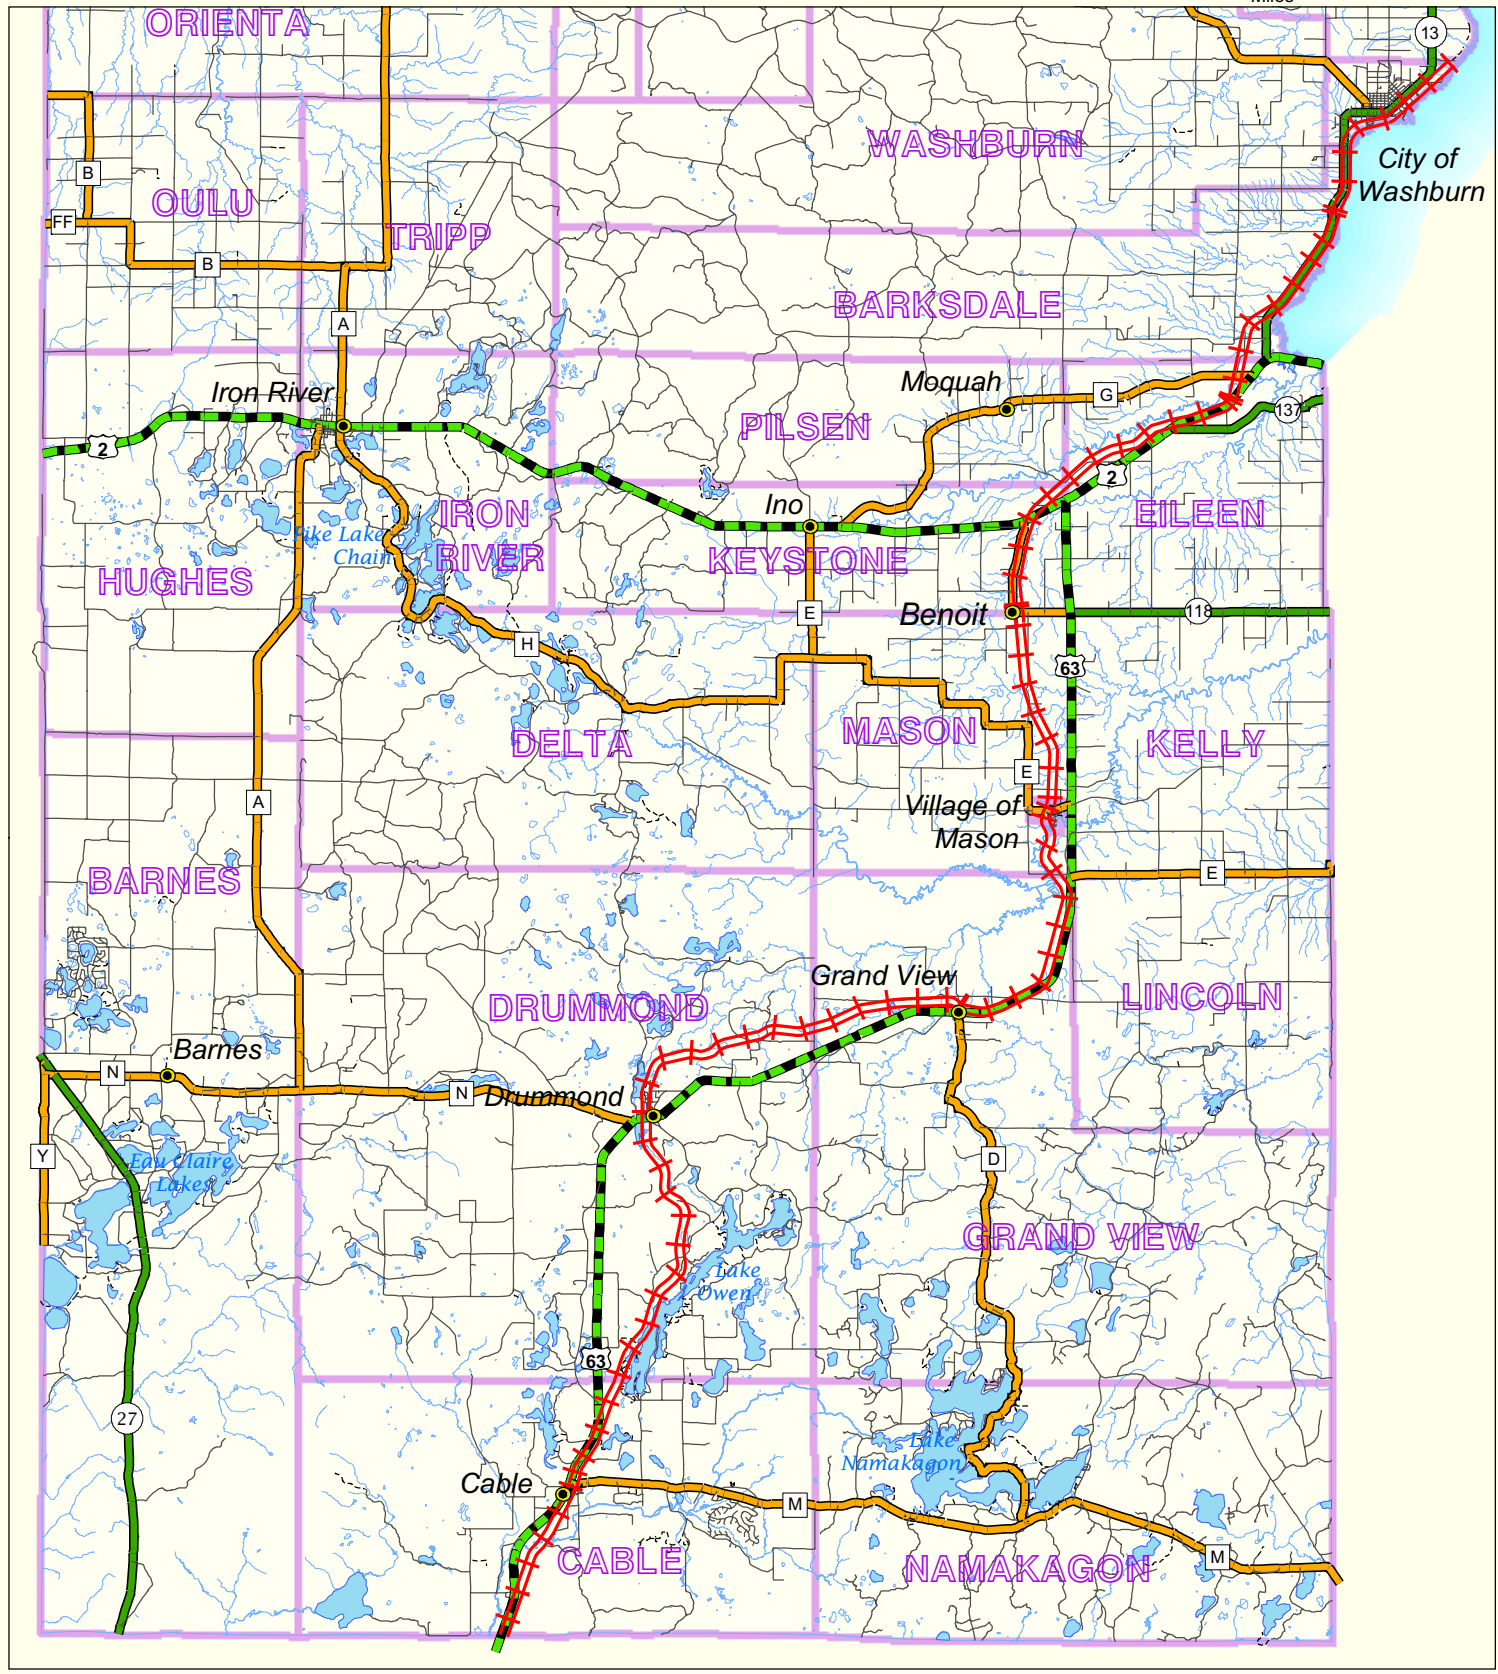 Miles
13
ORIENTA
WASHBURN
City of
Washburn
B
OULU
FF
TRIPP
B
BARKSDALE
A
Iron River
Moquah
G
137
2
PILSEN
2
Ino
IRON
RIVER
EILEEN
Pike Lake
Chain
KEYSTONE
HUGHES
E
Benoit
118
H
63
MASON
KELLY
DELTA
E
A
Village of
Mason
E
BARNES
Grand View
LINCOLN
DRUMMOND
Barnes
N
N
Drummond
Y
D
Eau Claire
Lakes
GRAND VIEW
Lake
Owen
63
27
Lake
Namakagon
Cable
M
M
CABLE
NAMAKAGON